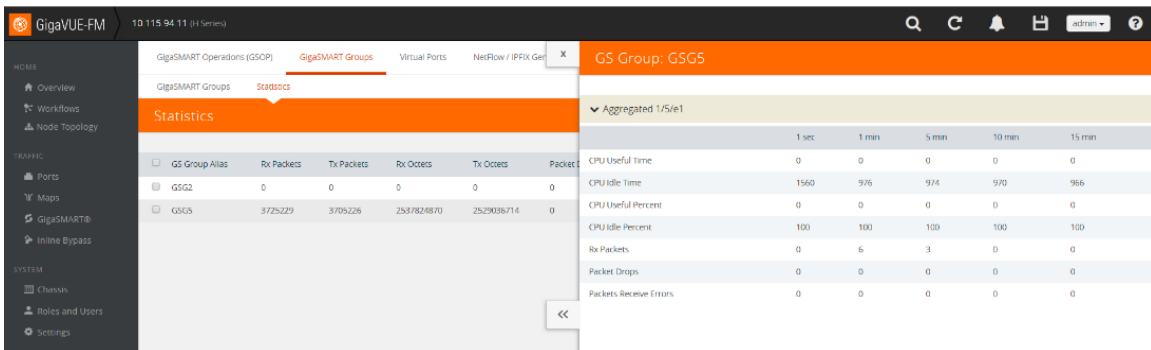 GigaVUE-FM 10 115 94 11 (H Series) admin
HOME
Overview
Workflows
Node Topology
TRAFFIC
Ports
Maps
GigaSMART®
Inline Bypass
SYSTEM
Chassis
Roles and Users
Settings
GigaSMART Operations (GSOP) GigaSMART Groups Virtual Ports NetFlow / IPFIX Gen x
GigaSMART Groups Statistics
Statistics
GS Group Alias Rx Packets Tx Packets Rx Octets Tx Octets Packet D
GSG2 0 0 0 0 0
GSG5 3725229 3705226 2537824870 2529036714 0
GS Group: GSG5
Aggregated 1/5/e1
1 sec 1 min 5 min 10 min 15 min
CPU Useful Time 0 0 0 0 0
CPU Idle Time 1560 976 974 970 966
CPU Useful Percent 0 0 0 0 0
CPU Idle Percent 100 100 100 100 100
Rx Packets 0 6 3 0 0
Packet Drops 0 0 0 0 0
Packets Receive Errors 0 0 0 0 0